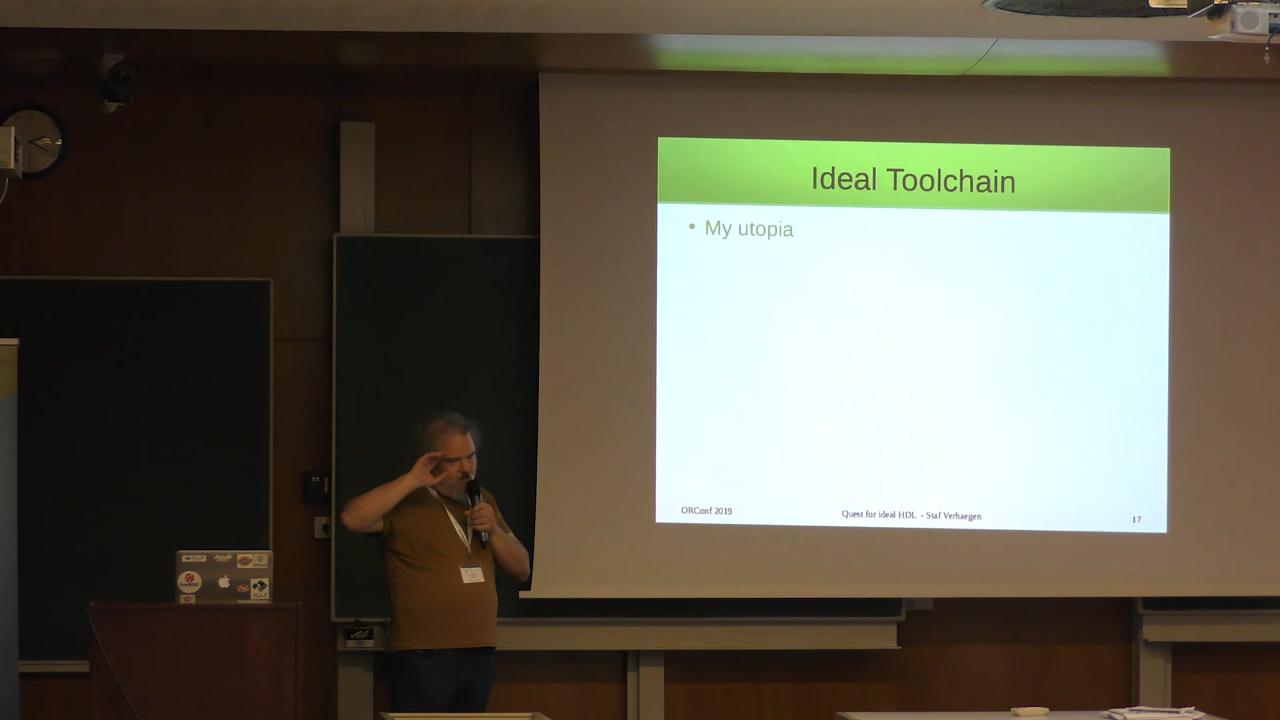 Ideal Toolchain
• My utopia
ORConf 2019
Quest for ideal HDL - Staf Verhaegen
17